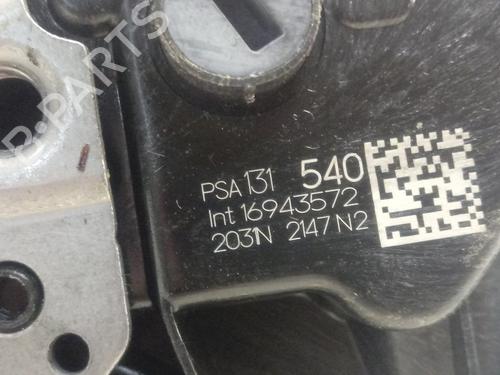 R-PARTS
PSA 131 540
Int 16943572
2031N 2147 N2